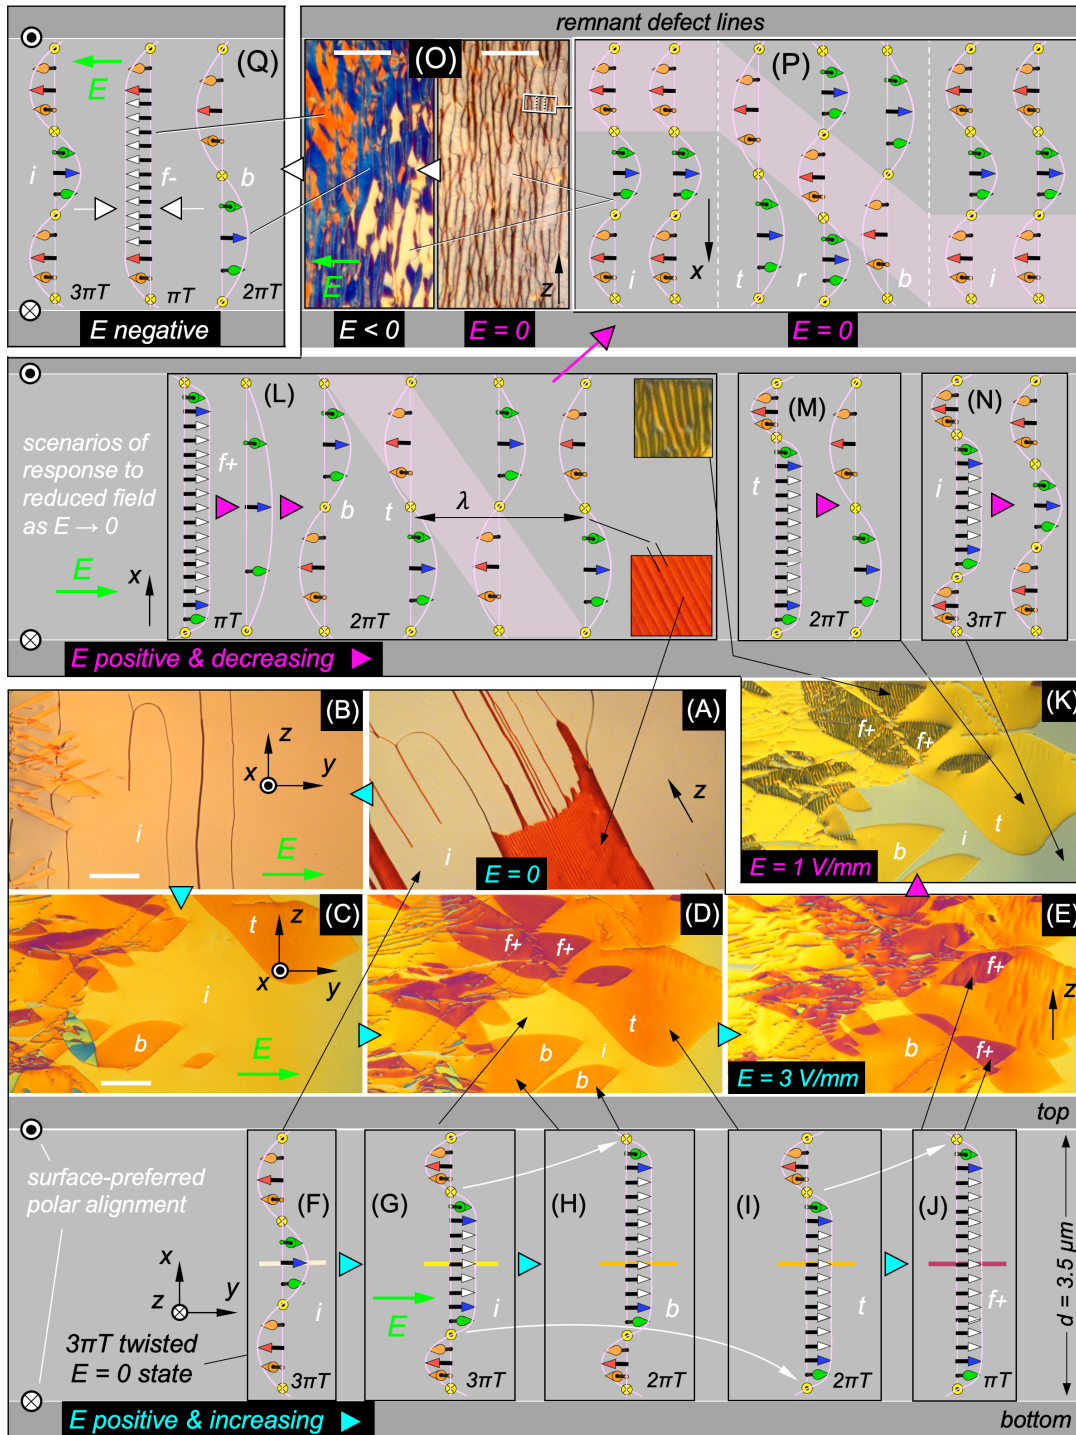 remnant defect lines
(Q)
E
i
f-
b
3πT
πT
2πT
E negative
(O)
E
z
E < 0
E = 0
(P)
x
i
t
r
b
i
E = 0
scenarios of
response to
reduced field
as E → 0
E
x
(L)
f+
b
t
λ
πT
2πT
E positive & decreasing
(M)
t
2πT
(N)
i
3πT
(B)
z
x
y
i
E
(A)
z
i
E = 0
(K)
f+
f+
t
b
i
E = 1 V/mm
(C)
t
z
x
y
i
b
E
(D)
f+
f+
t
b
i
b
(E)
f+
z
b
f+
E = 3 V/mm
top
surface-preferred
polar alignment
x
y
z
3πT twisted
E = 0 state
(F)
i
3πT
(G)
E
i
3πT
(H)
b
2πT
(I)
t
2πT
(J)
f+
πT
d = 3.5 μm
E positive & increasing
bottom